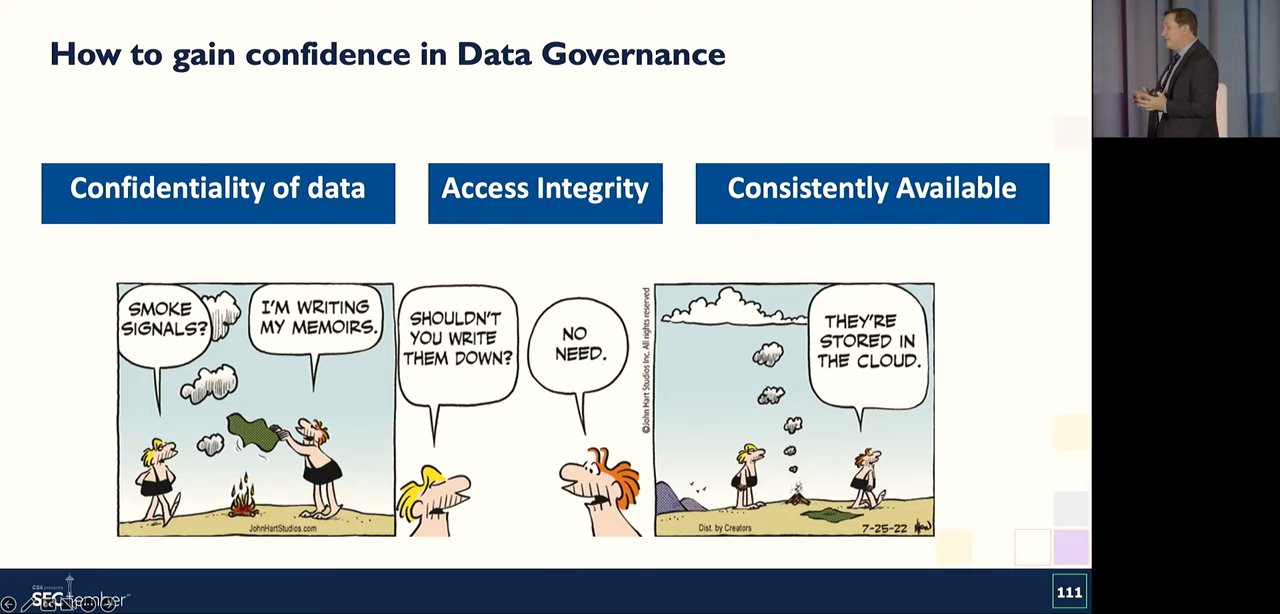 How to gain confidence in Data Governance
Confidentiality of data
Access Integrity
Consistently Available
SMOKE
SIGNALS?
I'M WRITING
MY MEMOIRS.
JohnHartStudios.com
SHOULDN'T
YOU WRITE
THEM DOWN?
NO
NEED.
©John Hart Studios Inc. All rights reserved
THEY'RE
STORED IN
THE CLOUD.
Dist. by Creators
7-25-22
111